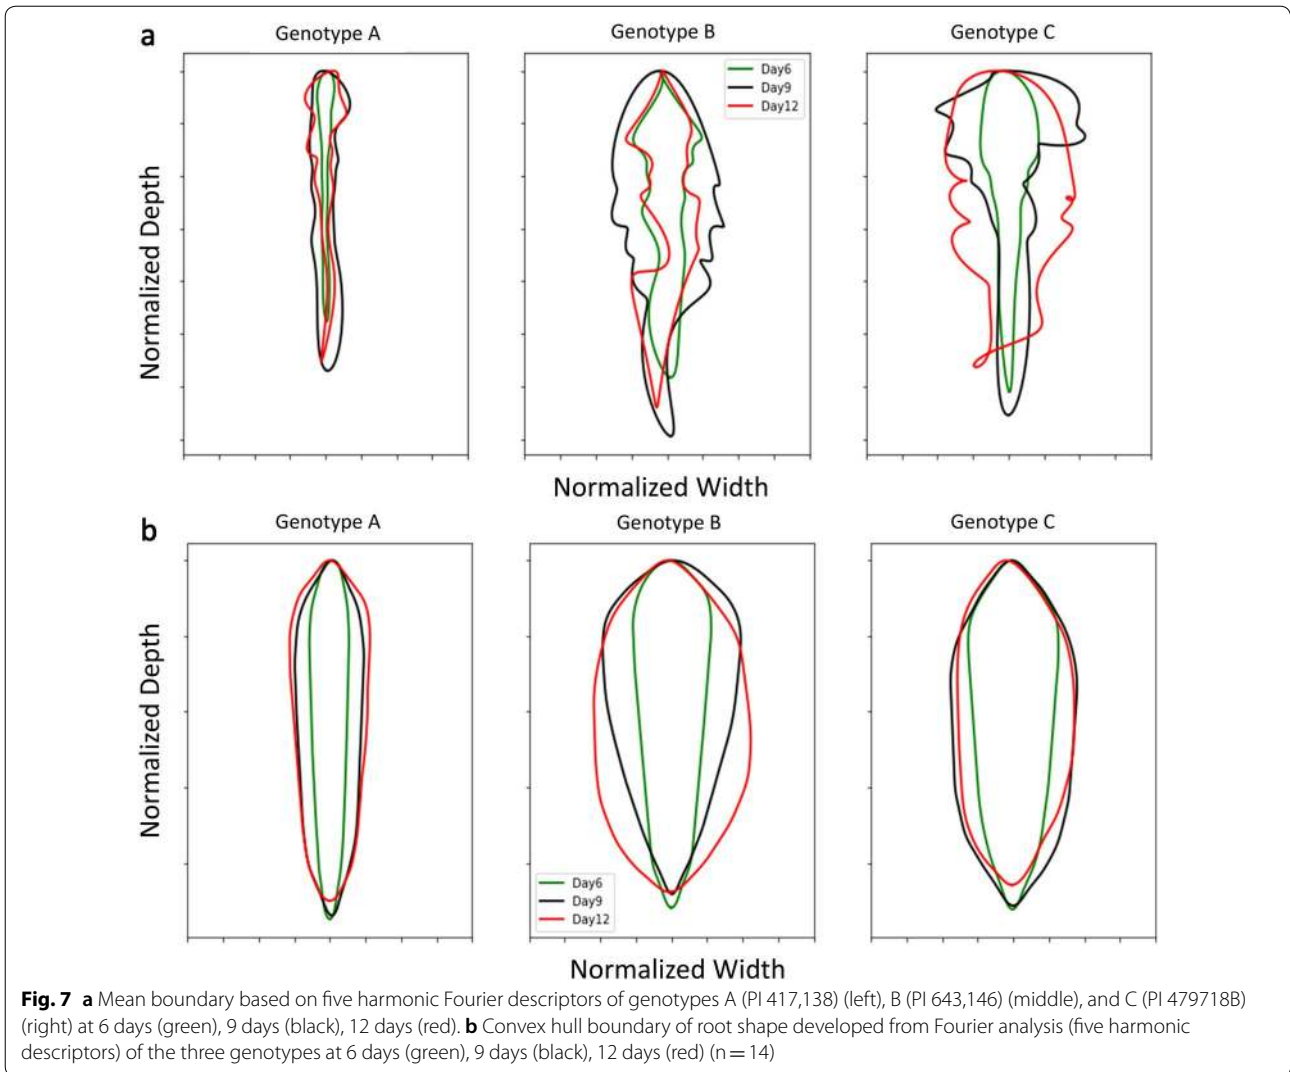 a
Genotype A
Genotype B
Genotype C
Day6
Day9
Day12
Normalized Depth
Normalized Width
b
Genotype A
Genotype B
Genotype C
Normalized Depth
Day6
Day9
Day12
Normalized Width
Fig. 7 a Mean boundary based on five harmonic Fourier descriptors of genotypes A (PI 417,138) (left), B (PI 643,146) (middle), and C (PI 479718B)
(right) at 6 days (green), 9 days (black), 12 days (red). b Convex hull boundary of root shape developed from Fourier analysis (five harmonic
descriptors) of the three genotypes at 6 days (green), 9 days (black), 12 days (red) (n = 14)